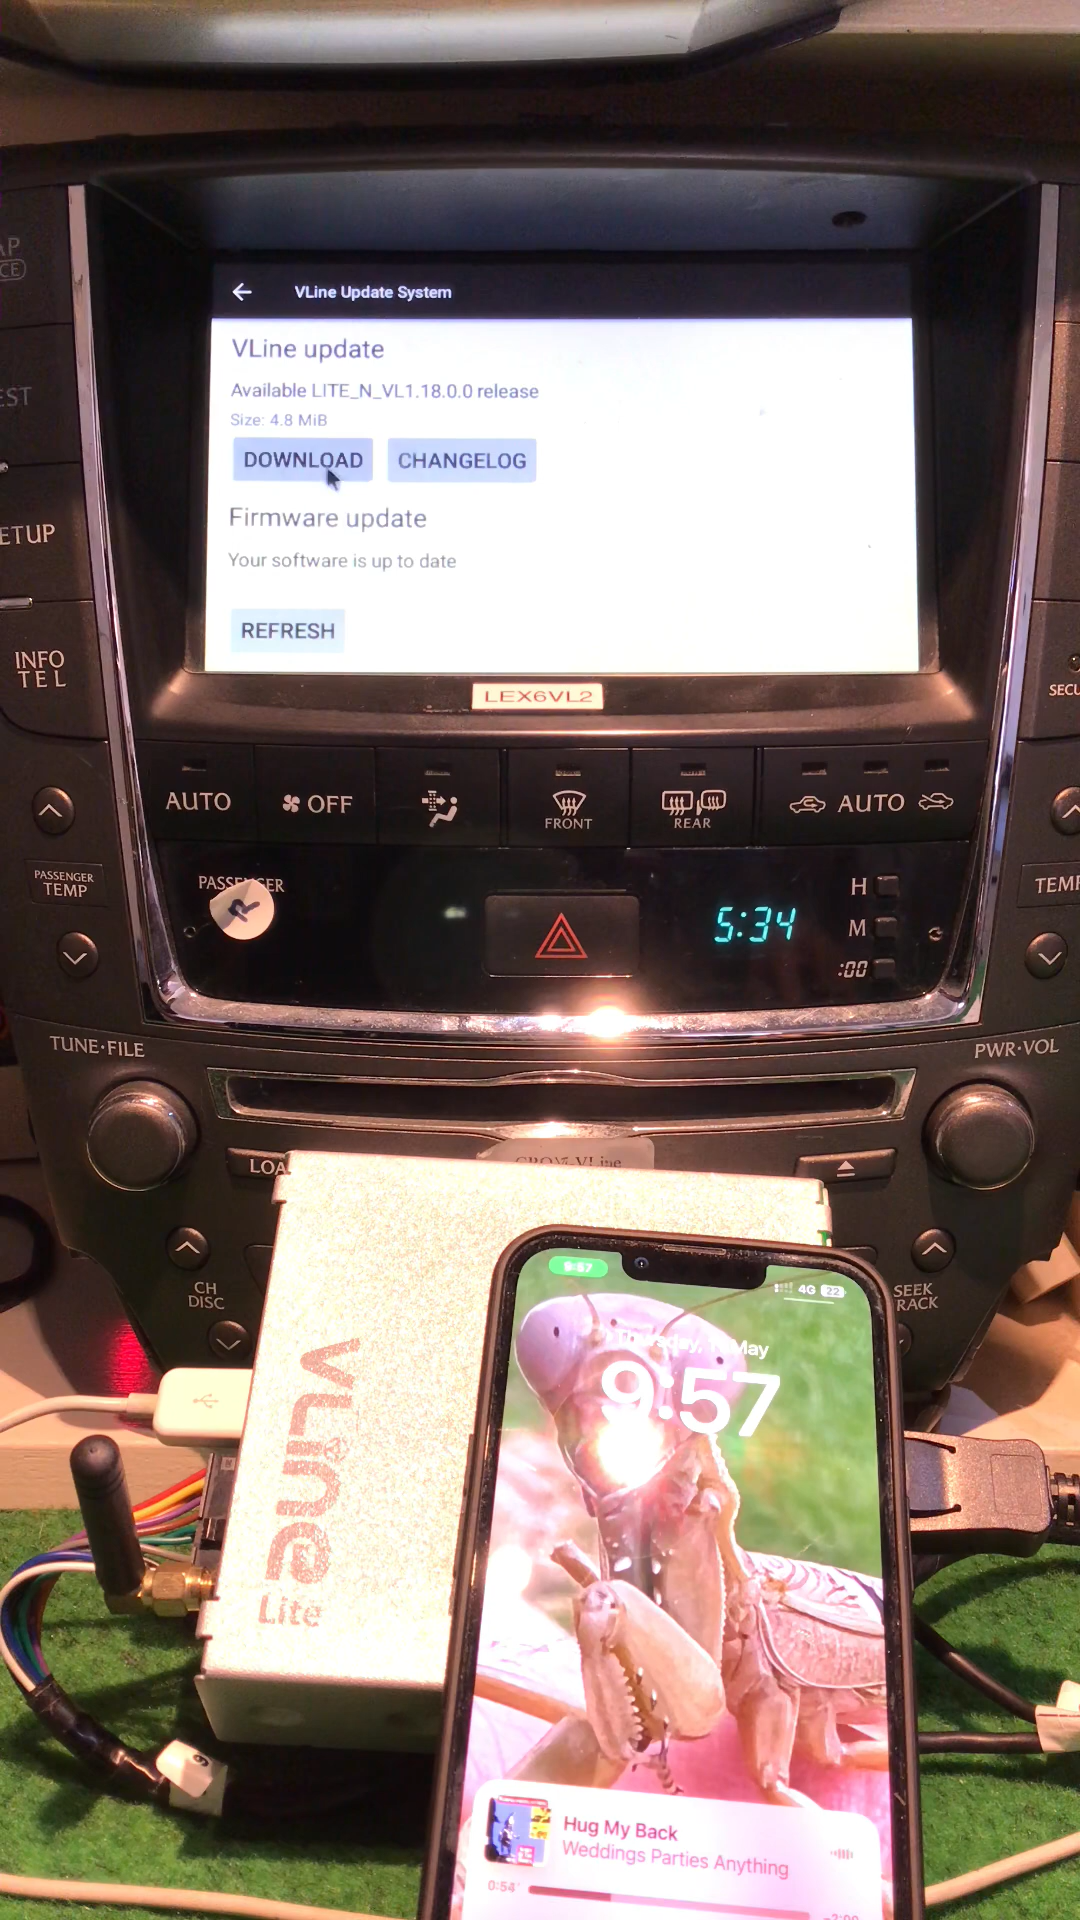 VLine Update System
VLine update
Available LITE_N_VL1.18.0.0 release
Size: 4.8 MiB
DOWNLOAD CHANGELOG
Firmware update
Your software is up to date
REFRESH
LEX6VL2
INFO
TEL
AUTO OFF FRONT REAR AUTO
PASSENGER
TEMP
PASSENGER
R
H
M
:00
5:34
TEMP
TUNE·FILE
PWR·VOL
CH
DISC
SEEK
VLine
Lite
9:57
4G 22
May
9:57
Hug My Back
Weddings Parties Anything
0:54
-2:00